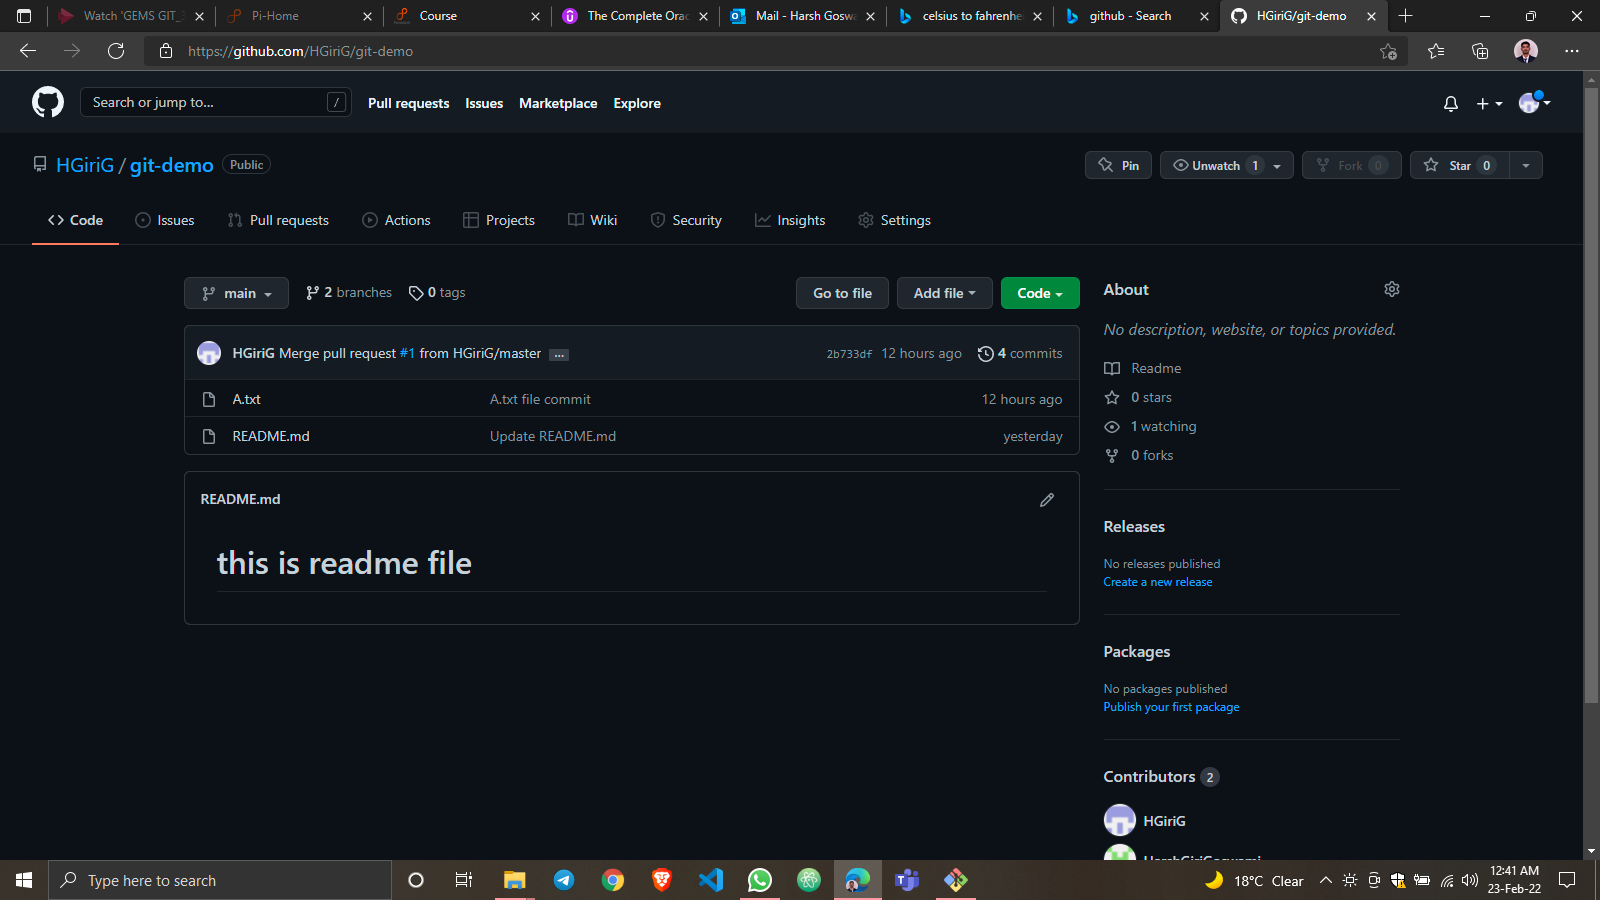 Watch 'GEMS GIT_
Pi-Home
Course
The Complete Orac
Mail - Harsh Goswa
celsius to fahrenhe
github - Search
HGiriG/git-demo
https://github.com/HGiriG/git-demo
Search or jump to...
/
Pull requests
Issues
Marketplace
Explore
HGiriG / git-demo
Public
Pin
Unwatch 1
Fork 0
Star 0
Code
Issues
Pull requests
Actions
Projects
Wiki
Security
Insights
Settings
main
2 branches
0 tags
Go to file
Add file
Code
HGiriG Merge pull request #1 from HGiriG/master ...
2b733df 12 hours ago
4 commits
A.txt
A.txt file commit
12 hours ago
README.md
Update README.md
yesterday
README.md
this is readme file
About
No description, website, or topics provided.
Readme
0 stars
1 watching
0 forks
Releases
No releases published
Create a new release
Packages
No packages published
Publish your first package
Contributors 2
HGiriG
HarshGiriGoswami
Type here to search
18°C Clear
12:41 AM
23-Feb-22